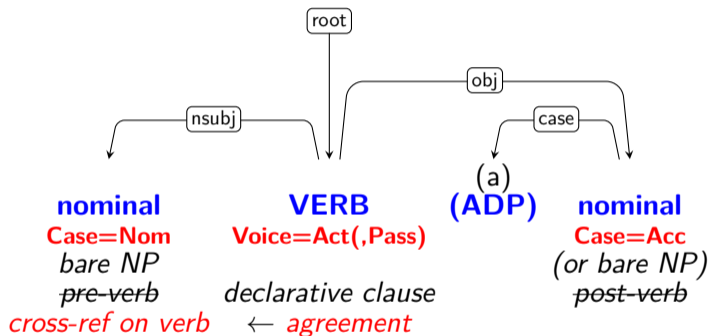 root
obj
nsubj
case
(a)
nominal VERB (ADP) nominal
Case=Nom Voice=Act(,Pass) Case=Acc
bare NP (or bare NP)
pre-verb declarative clause post-verb
cross-ref on verb ← agreement